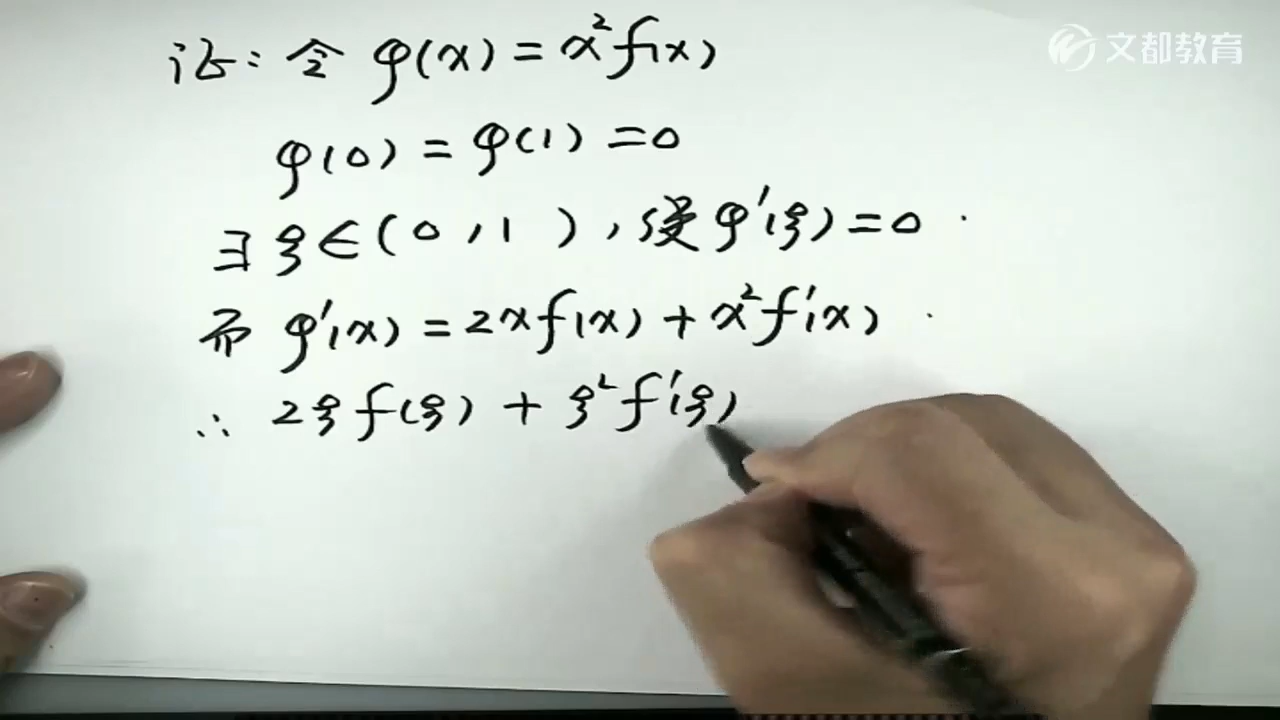 文都教育
证:令 φ(x) = x²f(x)
φ(0) = φ(1) = 0
∃ ξ ∈ (0, 1), 使 φ'(ξ) = 0.
而 φ'(x) = 2xf(x) + x²f'(x).
∴ 2ξf(ξ) + ξ²f'(ξ)